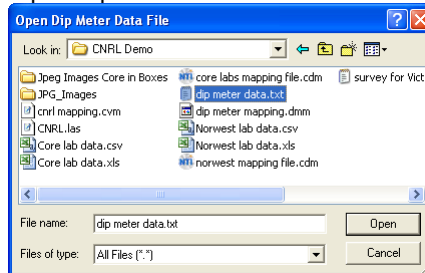 Open Dip Meter Data File
Look in: CNRL Demo
Jpeg Images Core in Boxes core labs mapping file.cdm survey for Vict
JPG_Images dip meter data.txt
cnrl mapping.cvm dip meter mapping.dmm
CNRL.las Norwest lab data.csv
Core lab data.csv Norwest lab data.xls
Core lab data.xls norwest mapping file.cdm
File name: dip meter data.txt Open
Files of type: All Files (*.*) Cancel